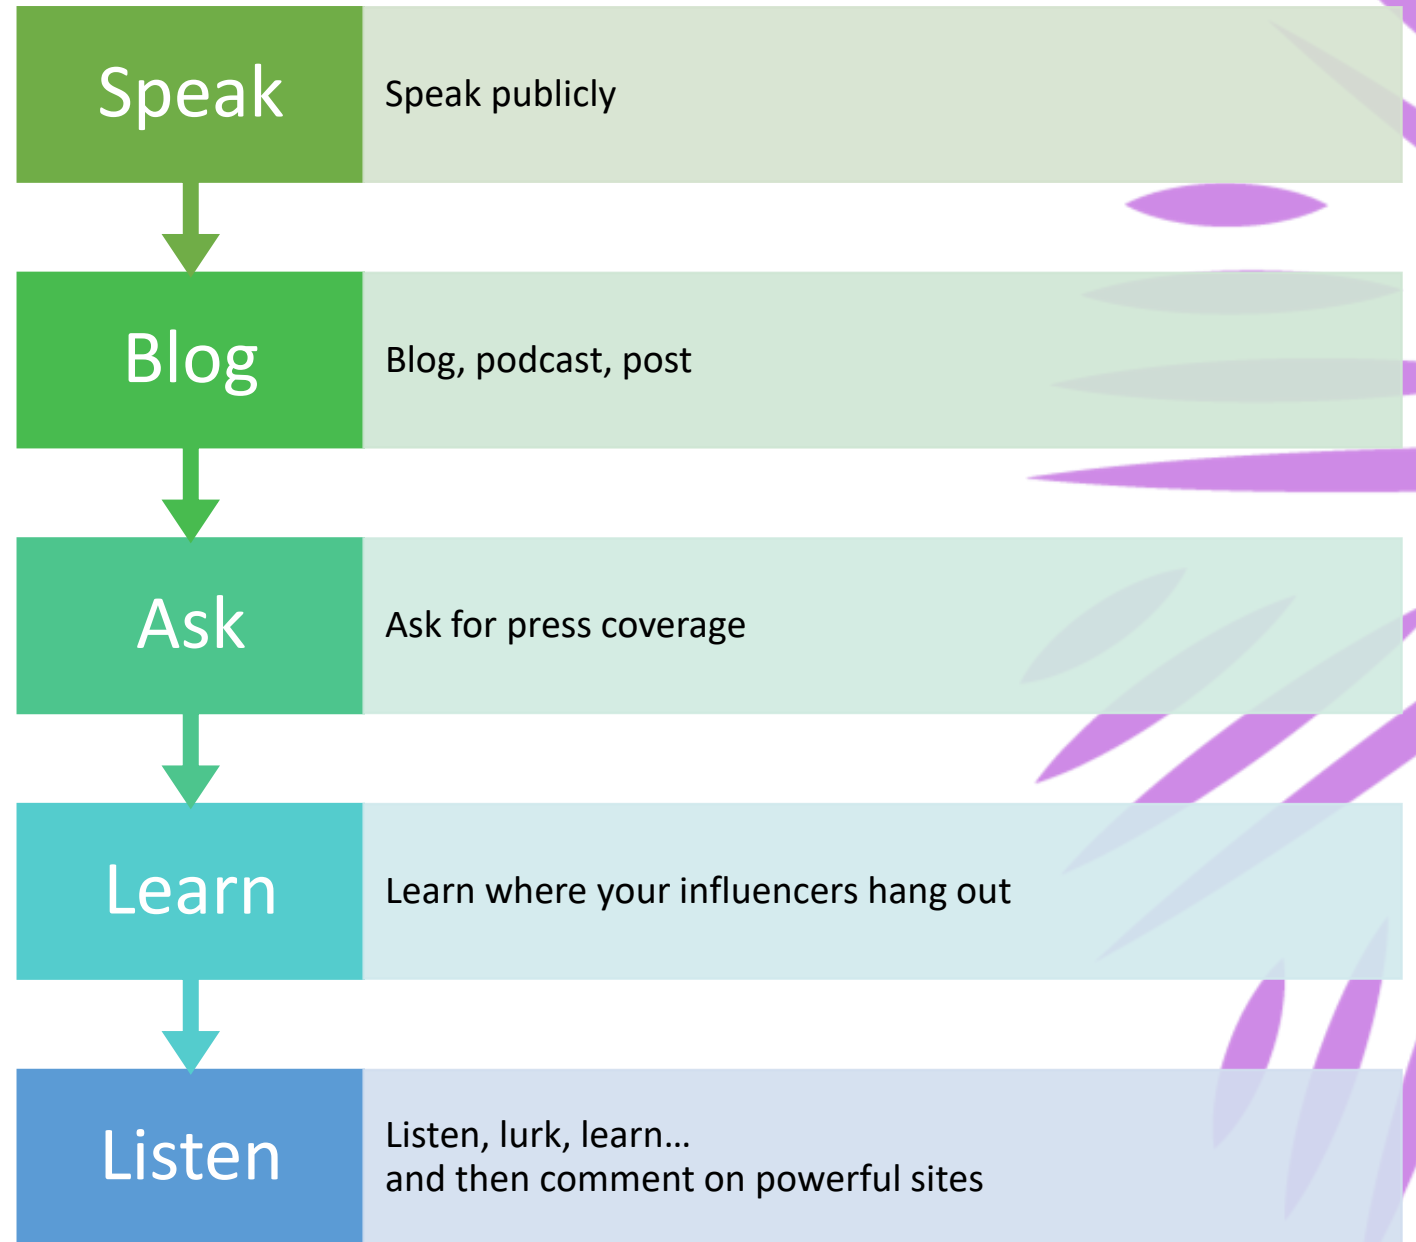 Speak
Speak publicly
Blog
Blog, podcast, post
Ask
Ask for press coverage
Learn
Learn where your influencers hang out
Listen
Listen, lurk, learn…
and then comment on powerful sites